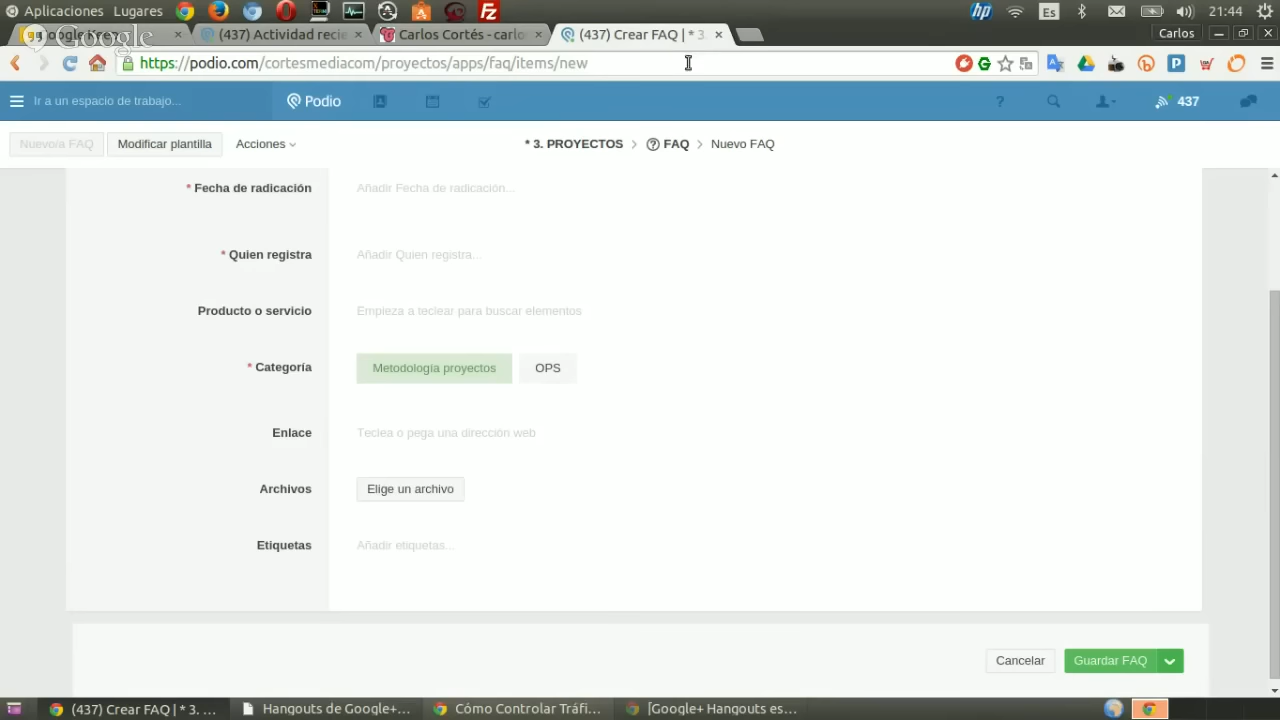 Aplicaciones Lugares Es 21:44
Google (437) Actividad recie Carlos Cortés - carlos (437) Crear FAQ | * 3. Carlos
https://podio.com/cortesmediacom/proyectos/apps/faq/items/new
Ir a un espacio de trabajo... Podio ? 437
Nuevo/a FAQ Modificar plantilla Acciones * 3. PROYECTOS > FAQ > Nuevo FAQ
* Fecha de radicación Añadir Fecha de radicación...
* Quien registra Añadir Quien registra...
Producto o servicio Empieza a teclear para buscar elementos
* Categoría Metodología proyectos OPS
Enlace Teclea o pega una dirección web
Archivos Elige un archivo
Etiquetas Añadir etiquetas...
Cancelar Guardar FAQ
(437) Crear FAQ | * 3. ... Hangouts de Google+... Cómo Controlar Tráfi... [Google+ Hangouts es...